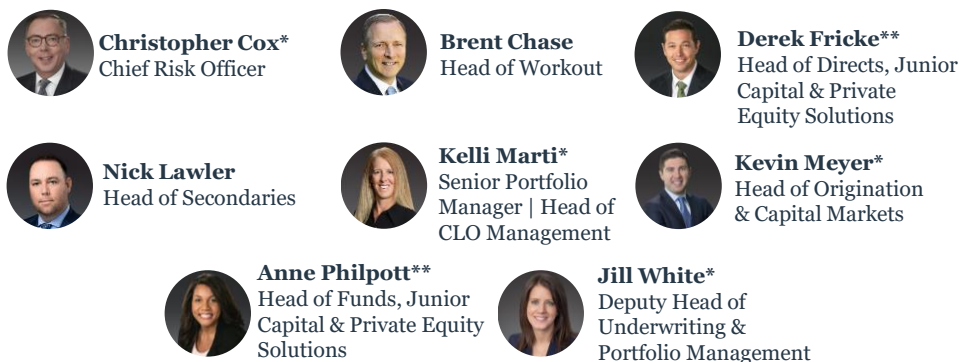 Christopher Cox*
Chief Risk Officer
Brent Chase
Head of Workout
Derek Fricke**
Head of Directs, Junior
Capital & Private
Equity Solutions
Nick Lawler
Head of Secondaries
Kelli Marti*
Senior Portfolio
Manager | Head of
CLO Management
Kevin Meyer*
Head of Origination
& Capital Markets
Anne Philpott**
Head of Funds, Junior
Capital & Private Equity
Solutions
Jill White*
Deputy Head of
Underwriting &
Portfolio Management